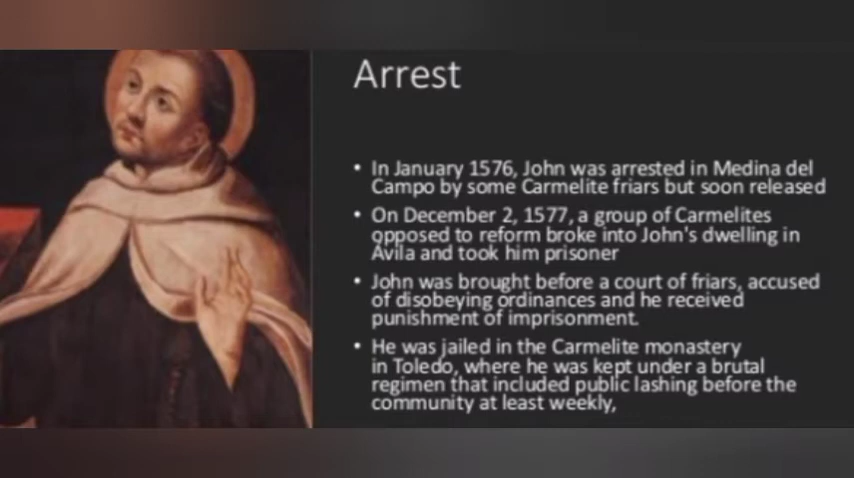 Arrest
• In January 1576, John was arrested in Medina del
Campo by some Carmelite friars but soon released
• On December 2, 1577, a group of Carmelites
opposed to reform broke into John's dwelling in
Ávila and took him prisoner
• John was brought before a court of friars, accused
of disobeying ordinances and he received
punishment of imprisonment.
• He was jailed in the Carmelite monastery
in Toledo, where he was kept under a brutal
regimen that included public lashing before the
community at least weekly,